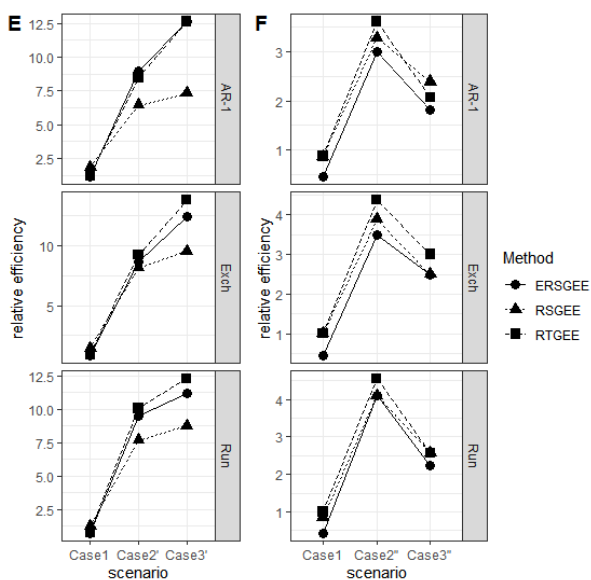 E
F
relative efficiency
12.5
10.0
7.5
5.0
2.5
AR-1
10
5
Exch
12.5
10.0
7.5
5.0
2.5
Run
Case1 Case2' Case3'
scenario
relative efficiency
3
2
1
AR-1
4
3
2
1
Exch
4
3
2
1
Run
Case1 Case2" Case3"
scenario
Method
ERSGEE
RSGEE
RTGEE